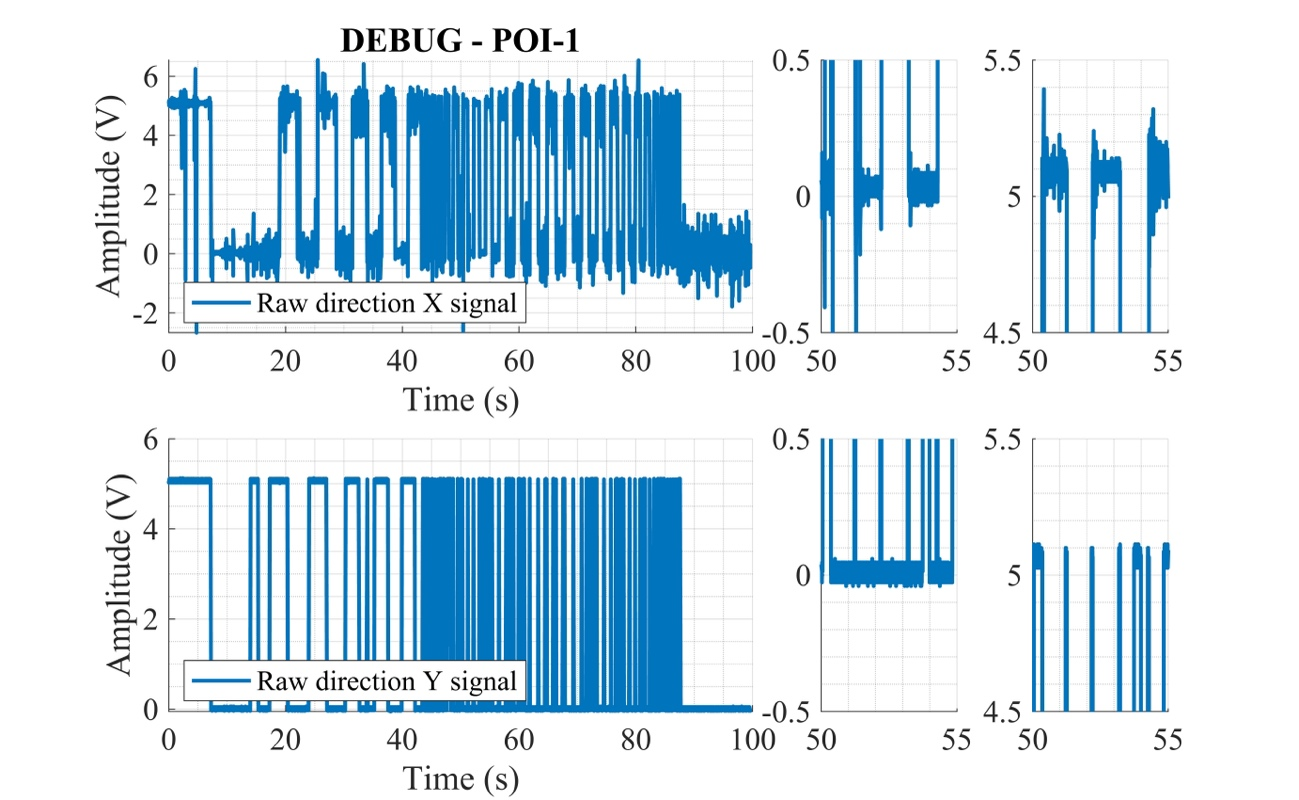 DEBUG - POI-1
Amplitude (V)
6
4
2
0
-2
Raw direction X signal
0 20 40 60 80 100
Time (s)
0.5
0
-0.5
50 55
5.5
5
4.5
50 55
Amplitude (V)
6
4
2
0
Raw direction Y signal
0 20 40 60 80 100
Time (s)
0.5
0
-0.5
50 55
5.5
5
4.5
50 55